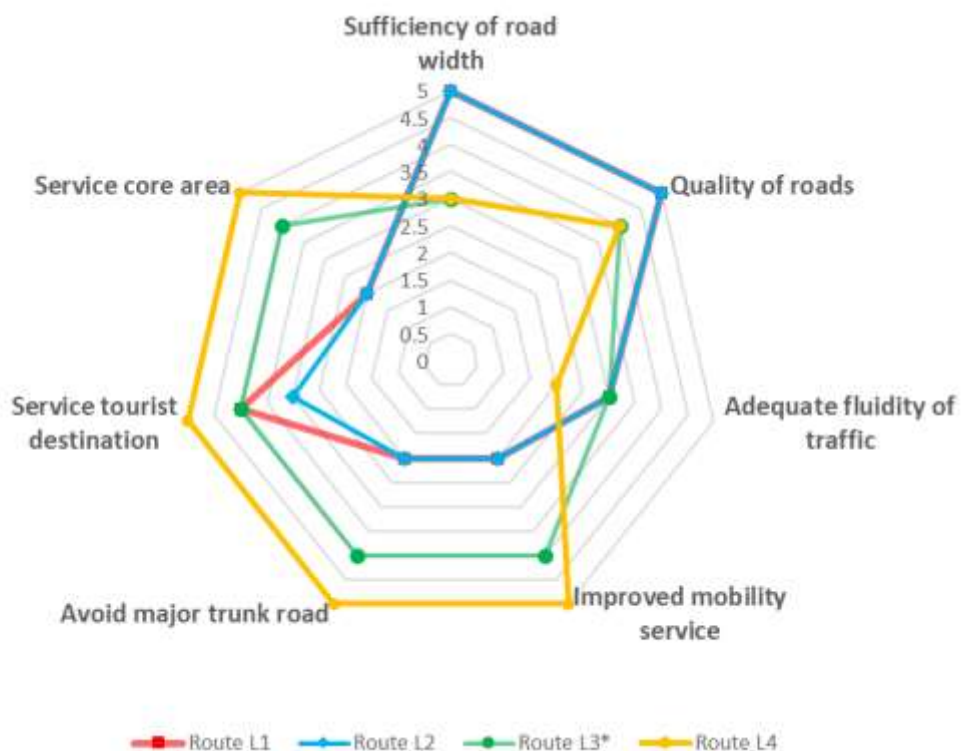 Sufficiency of road
width
5
4.5
4
3.5
3
2.5
2
1.5
1
0.5
0
Quality of roads
Adequate fluidity of
traffic
Improved mobility
service
Avoid major trunk road
Service tourist
destination
Service core area
Route L1
Route L2
Route L3*
Route L4